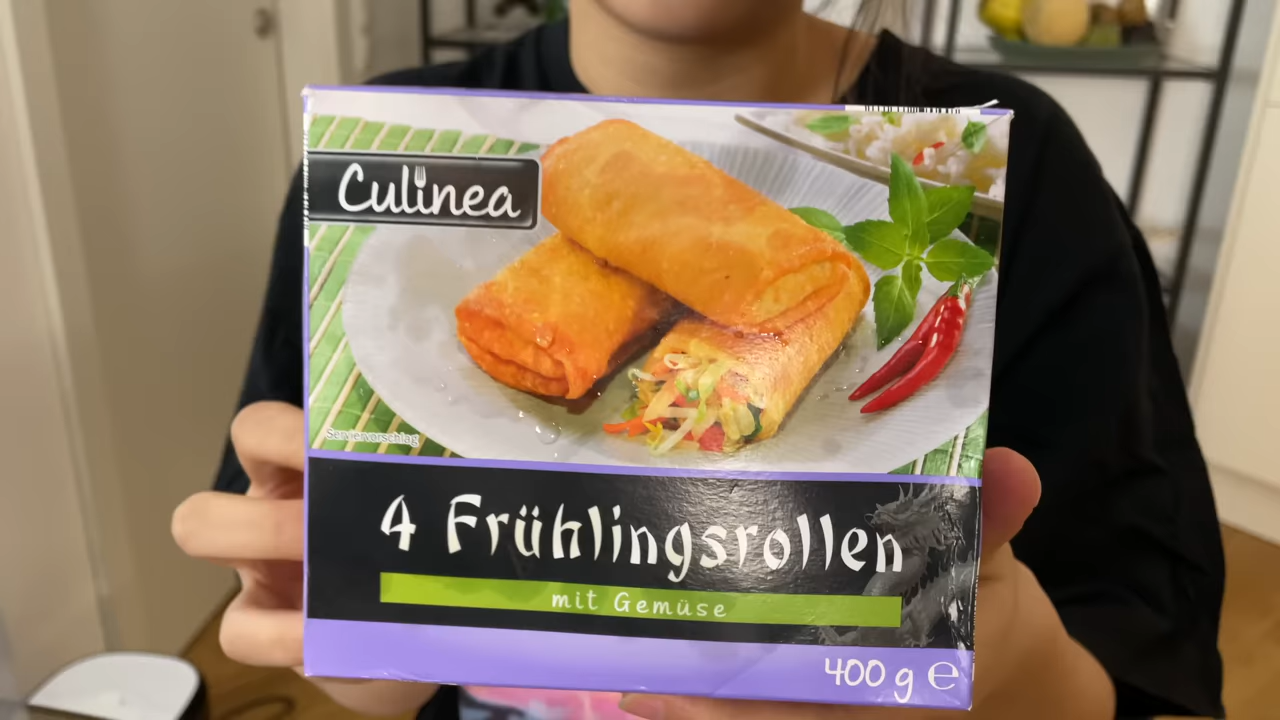 Culinea
Serviervorschlag
4 Frühlingsrollen
mit Gemüse
400 g ℮